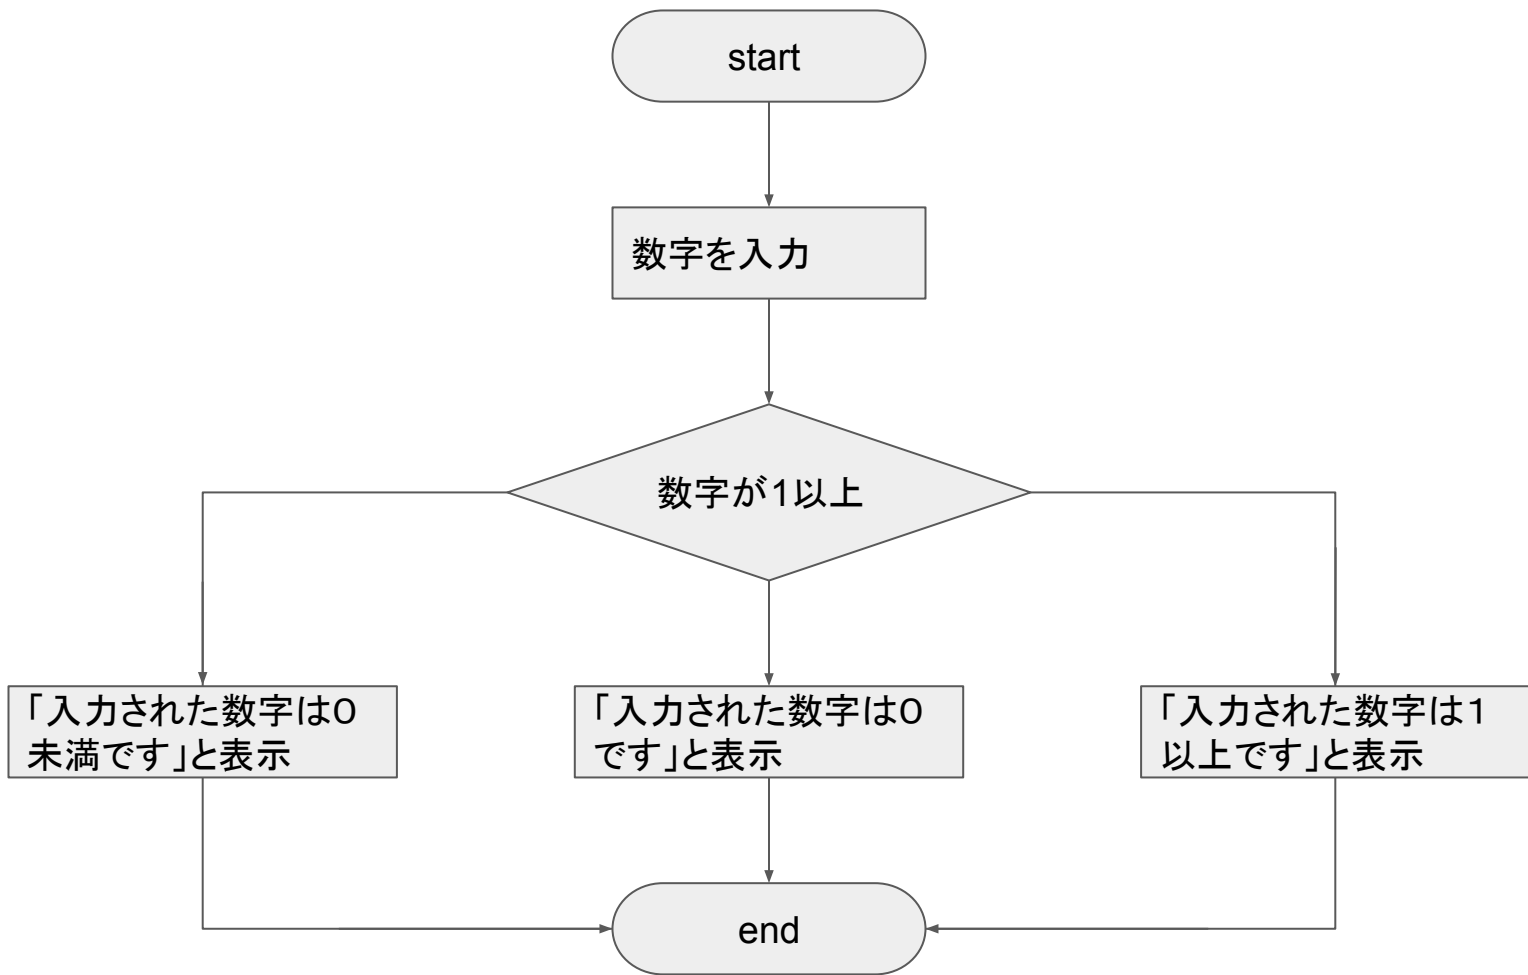 start
数字を入力
数字が1以上
「入力された数字は0
未満です」と表示
「入力された数字は0
です」と表示
「入力された数字は1
以上です」と表示
end